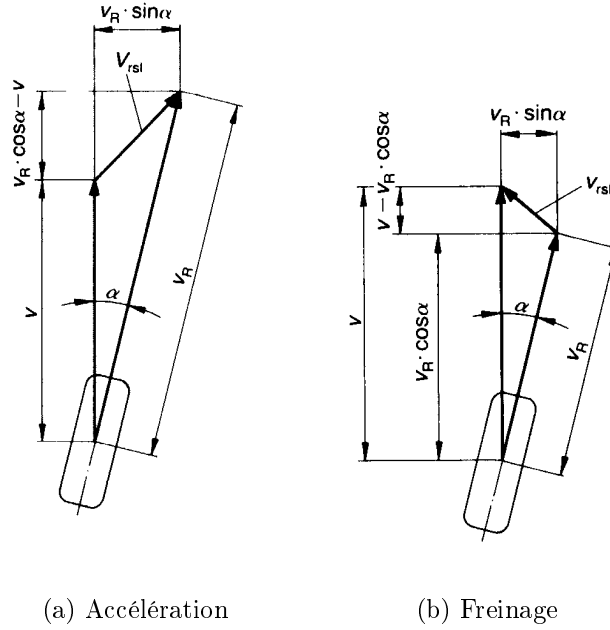 v_R · sinα
V_rsl
v_R · cosα – v
v
α
v_R
v_R · sinα
v – v_R · cosα
v_rsl
v
v_R · cosα
α
v_R
(a) Accélération
(b) Freinage